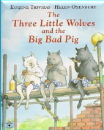 EUGENE TRIVIZAS HELEN OXENBURY
The
Three Little Wolves
and the
Big Bad Pig